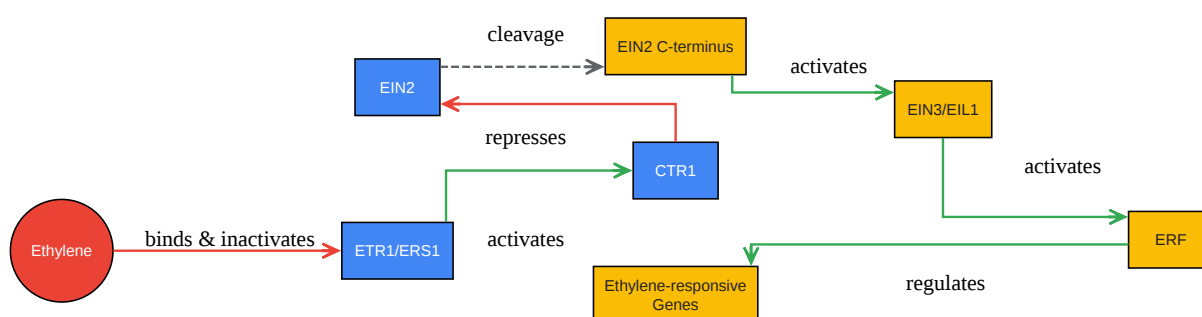 cleavage
EIN2 C-terminus
activates
EIN2
EIN3/EIL1
represses
CTR1
activates
Ethylene
binds & inactivates
ETR1/ERS1
activates
ERF
Ethylene-responsive
Genes
regulates